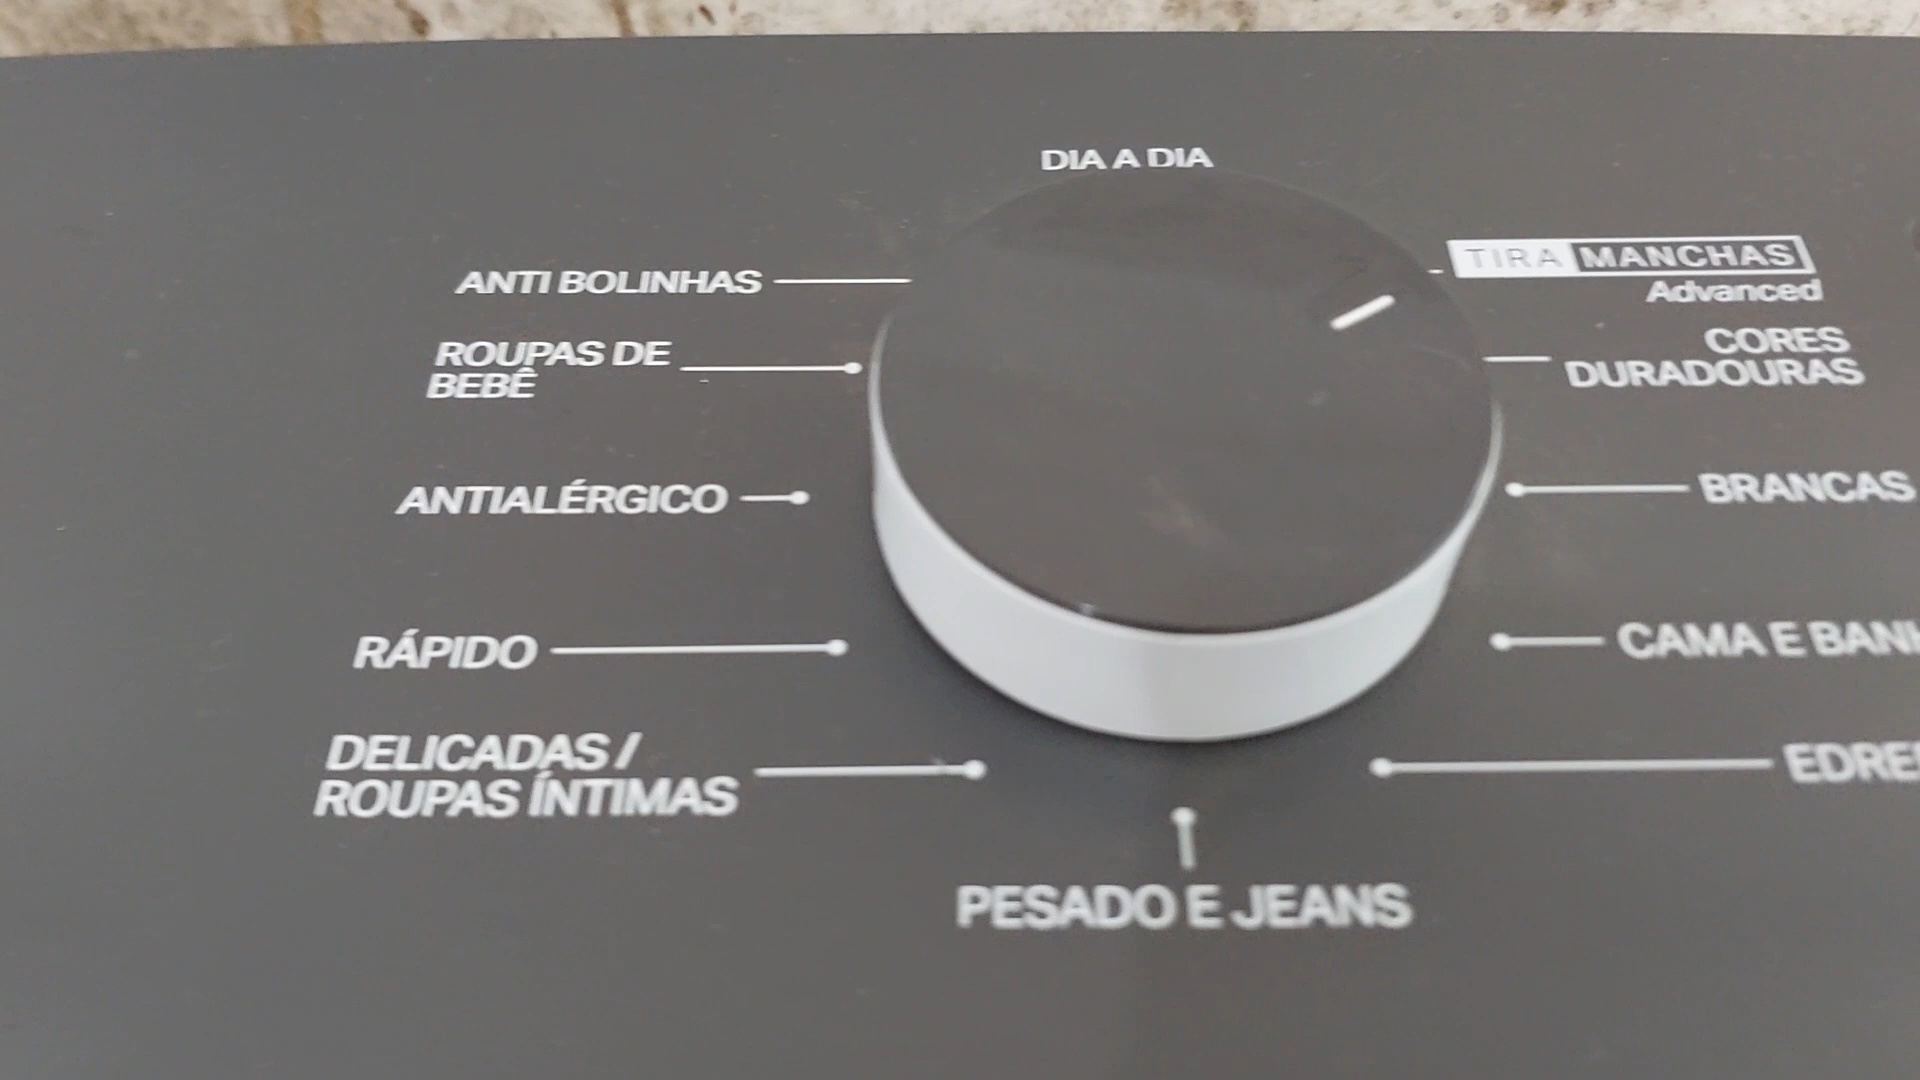 DIA A DIA
TIRA MANCHAS
Advanced
ANTI BOLINHAS
CORES
DURADOURAS
ROUPAS DE
BEBÊ
BRANCAS
ANTIALÉRGICO
CAMA E
RÁPIDO
DELICADAS /
ROUPAS ÍNTIMAS
PESADO E JEANS